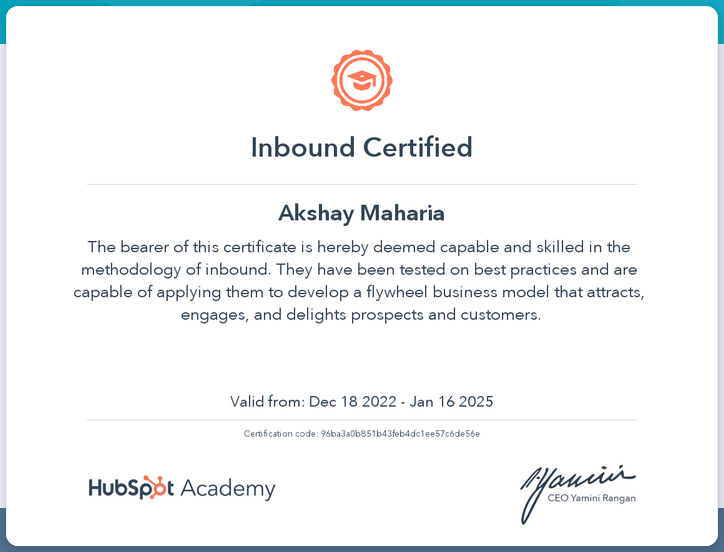 Inbound Certified
Akshay Maharia
The bearer of this certificate is hereby deemed capable and skilled in the
methodology of inbound. They have been tested on best practices and are
capable of applying them to develop a flywheel business model that attracts,
engages, and delights prospects and customers.
Valid from: Dec 18 2022 - Jan 16 2025
Certification code: 96ba3a0b851b43feb4dc1ee57c6de56e
HubSpot Academy
Yamini
CEO Yamini Rangan